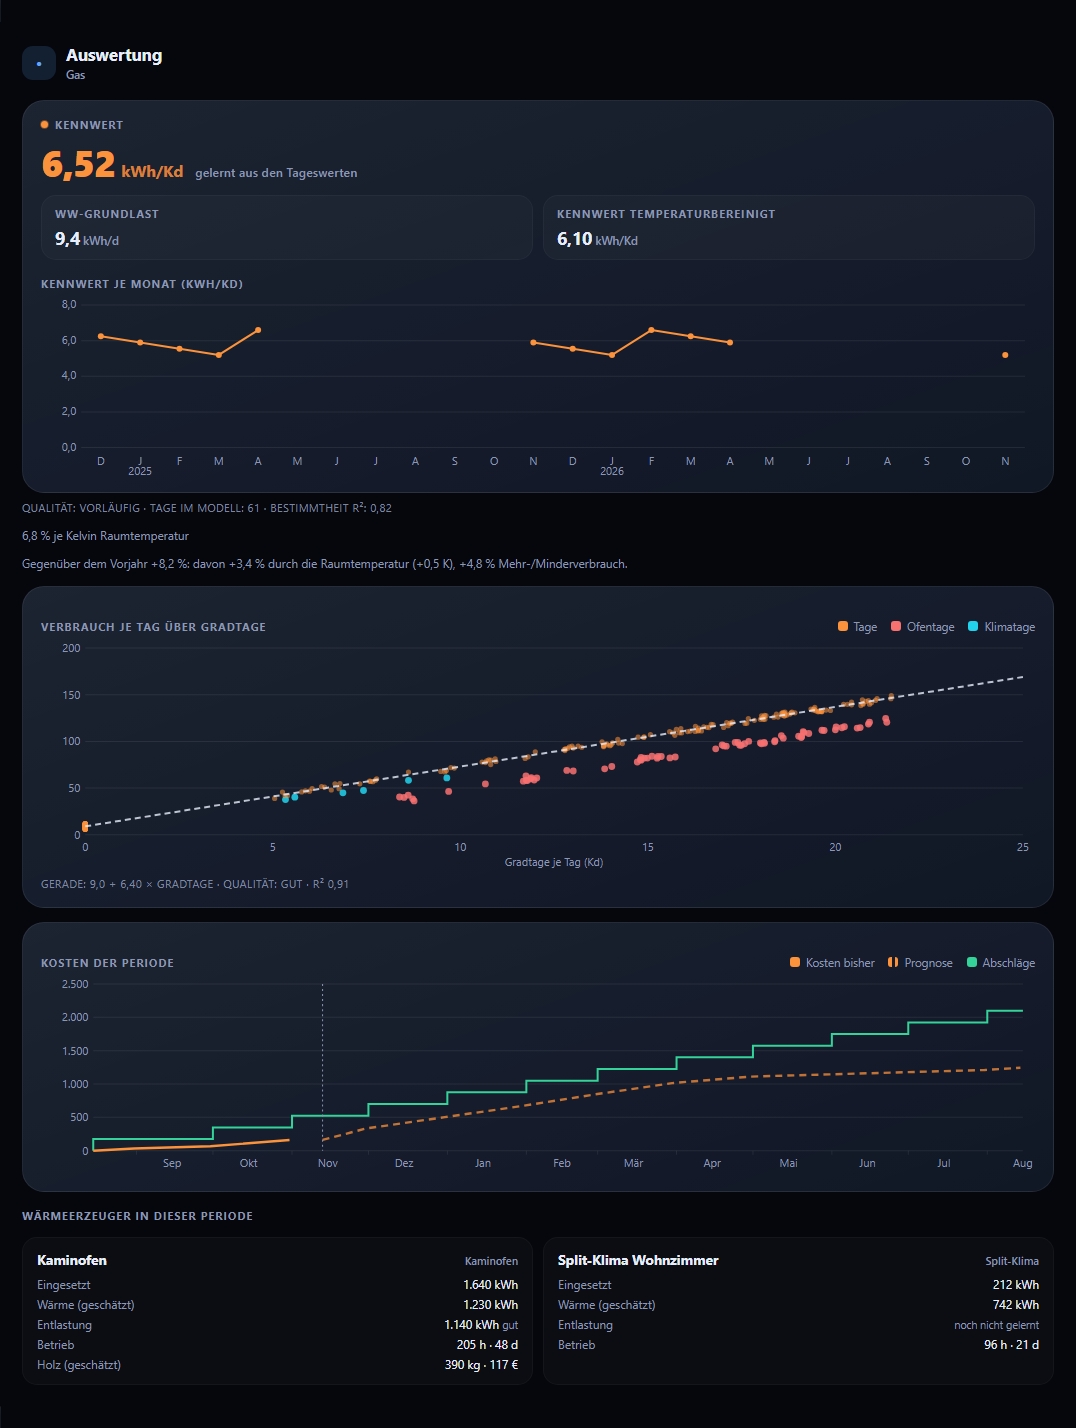 Auswertung
Gas
KENNWERT
6,52 kWh/Kd gelernt aus den Tageswerten
WW-GRUNDLAST
9,4 kWh/d
KENNWERT TEMPERATURBEREINIGT
6,10 kWh/Kd
KENNWERT JE MONAT (KWH/KD)
8,0
6,0
4,0
2,0
0,0
D J F M A M J J A S O N D J F M A M J J A S O N
2025 2026
QUALITÄT: VORLÄUFIG · TAGE IM MODELL: 61 · BESTIMMTHEIT R²: 0,82
6,8 % je Kelvin Raumtemperatur
Gegenüber dem Vorjahr +8,2 %: davon +3,4 % durch die Raumtemperatur (+0,5 K), +4,8 % Mehr-/Minderverbrauch.
VERBRAUCH JE TAG ÜBER GRADTAGE
Tage Ofentage Klimatage
200
150
100
50
0
0 5 10 15 20 25
Gradtage je Tag (Kd)
GERADE: 9,0 + 6,40 × GRADTAGE · QUALITÄT: GUT · R² 0,91
KOSTEN DER PERIODE
Kosten bisher Prognose Abschläge
2.500
2.000
1.500
1.000
500
0
Sep Okt Nov Dez Jan Feb Mär Apr Mai Jun Jul Aug
WÄRMEERZEUGER IN DIESER PERIODE
Kaminofen Kaminofen
Eingesetzt 1.640 kWh
Wärme (geschätzt) 1.230 kWh
Entlastung 1.140 kWh gut
Betrieb 205 h · 48 d
Holz (geschätzt) 390 kg · 117 €
Split-Klima Wohnzimmer Split-Klima
Eingesetzt 212 kWh
Wärme (geschätzt) 742 kWh
Entlastung noch nicht gelernt
Betrieb 96 h · 21 d